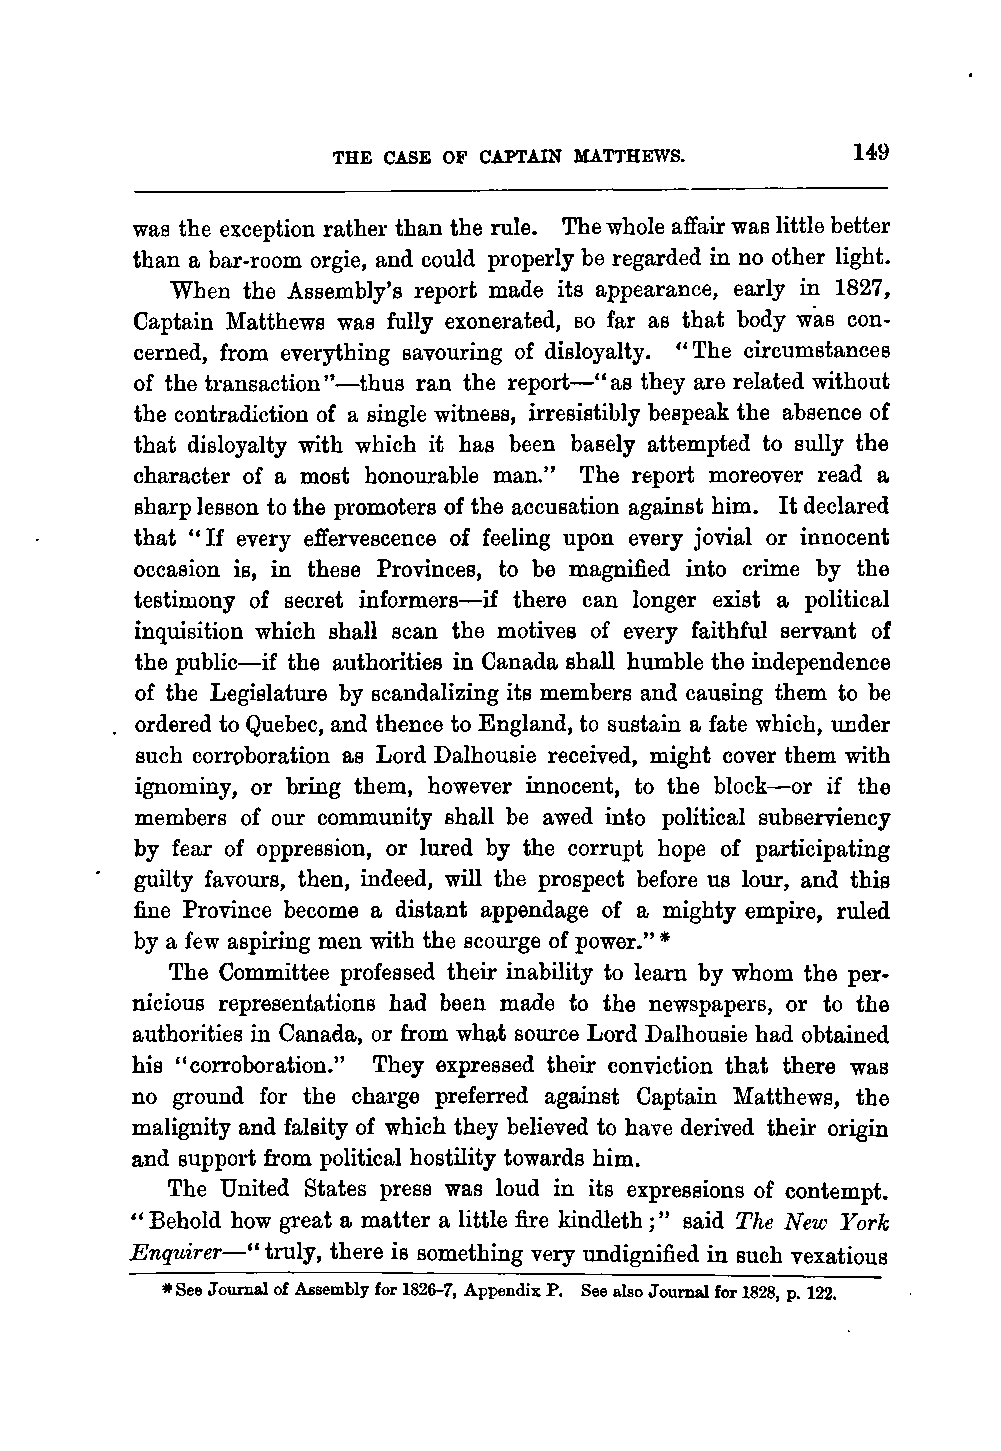 THE CASE OF CAPTAIN MATTHEWS. 149
was the exception rather than the rule. The whole affair was little better
than a bar-room orgie, and could properly be regarded in no other light.
When the Assembly's report made its appearance, early in 1827,
Captain Matthews was fully exonerated, so far as that body was con-
cerned, from everything savouring of disloyalty. "The circumstances
of the transaction"—thus ran the report—"as they are related without
the contradiction of a single witness, irresistibly bespeak the absence of
that disloyalty with which it has been basely attempted to sully the
character of a most honourable man." The report moreover read a
sharp lesson to the promoters of the accusation against him. It declared
that "If every effervescence of feeling upon every jovial or innocent
occasion is, in these Provinces, to be magnified into crime by the
testimony of secret informers—if there can longer exist a political
inquisition which shall scan the motives of every faithful servant of
the public—if the authorities in Canada shall humble the independence
of the Legislature by scandalizing its members and causing them to be
ordered to Quebec, and thence to England, to sustain a fate which, under
such corroboration as Lord Dalhousie received, might cover them with
ignominy, or bring them, however innocent, to the block—or if the
members of our community shall be awed into political subserviency
by fear of oppression, or lured by the corrupt hope of participating
guilty favours, then, indeed, will the prospect before us lour, and this
fine Province become a distant appendage of a mighty empire, ruled
by a few aspiring men with the scourge of power."*
The Committee professed their inability to learn by whom the per-
nicious representations had been made to the newspapers, or to the
authorities in Canada, or from what source Lord Dalhousie had obtained
his "corroboration." They expressed their conviction that there was
no ground for the charge preferred against Captain Matthews, the
malignity and falsity of which they believed to have derived their origin
and support from political hostility towards him.
The United States press was loud in its expressions of contempt.
"Behold how great a matter a little fire kindleth;" said The New York
Enquirer—"truly, there is something very undignified in such vexatious
*See Journal of Assembly for 1826-7, Appendix P. See also Journal for 1828, p. 122.